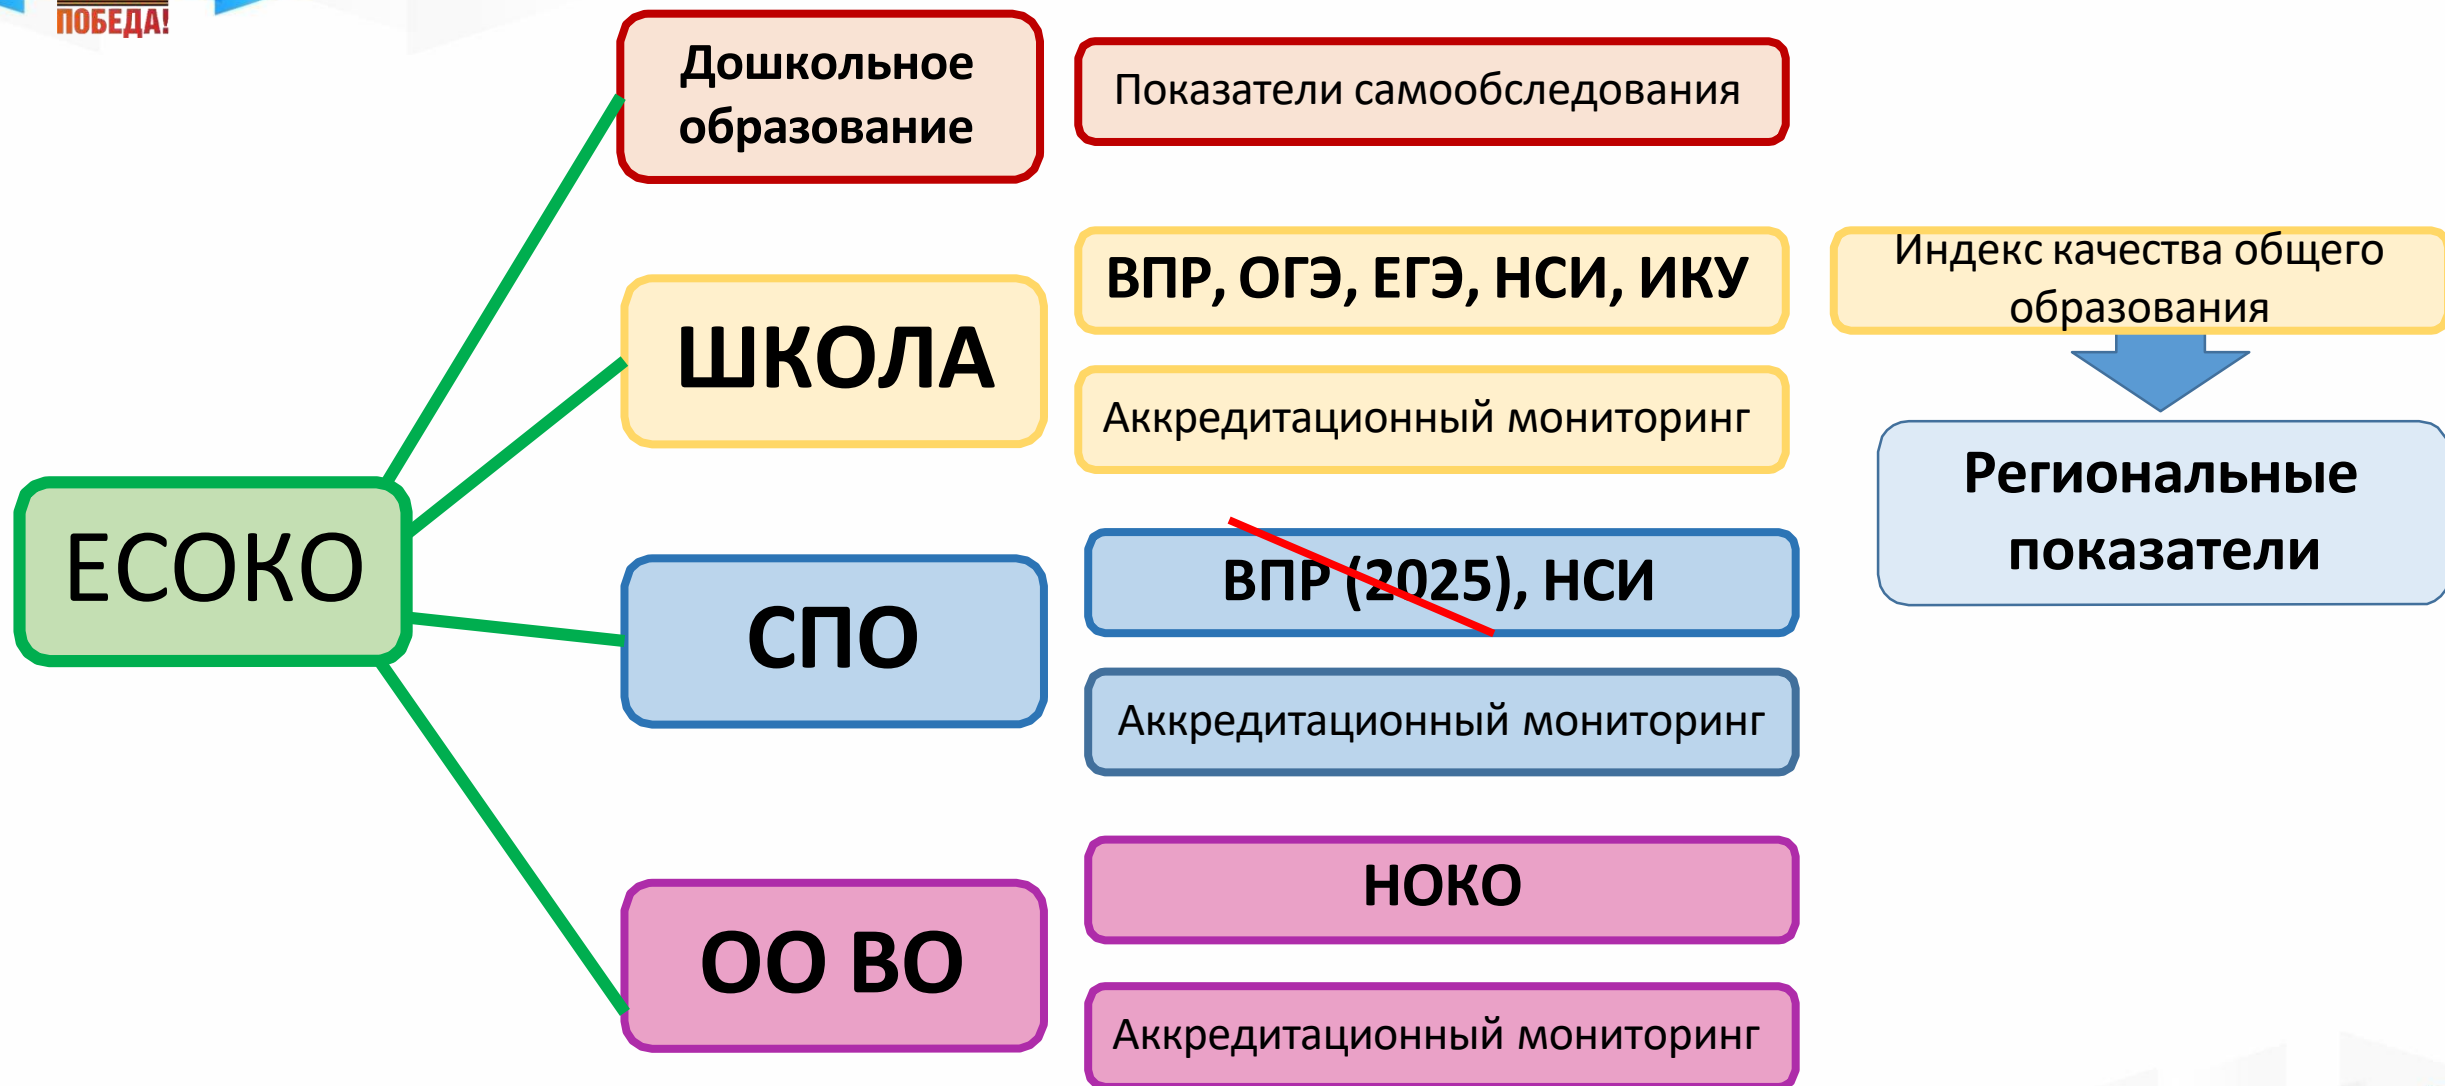 ПОБЕДА!
Дошкольное
образование
Показатели самообследования
ШКОЛА
ВПР, ОГЭ, ЕГЭ, НСИ, ИКУ
Аккредитационный мониторинг
Индекс качества общего
образования
Региональные
показатели
ЕСОКО
СПО
ВПР (2025), НСИ
Аккредитационный мониторинг
ОО ВО
НОКО
Аккредитационный мониторинг